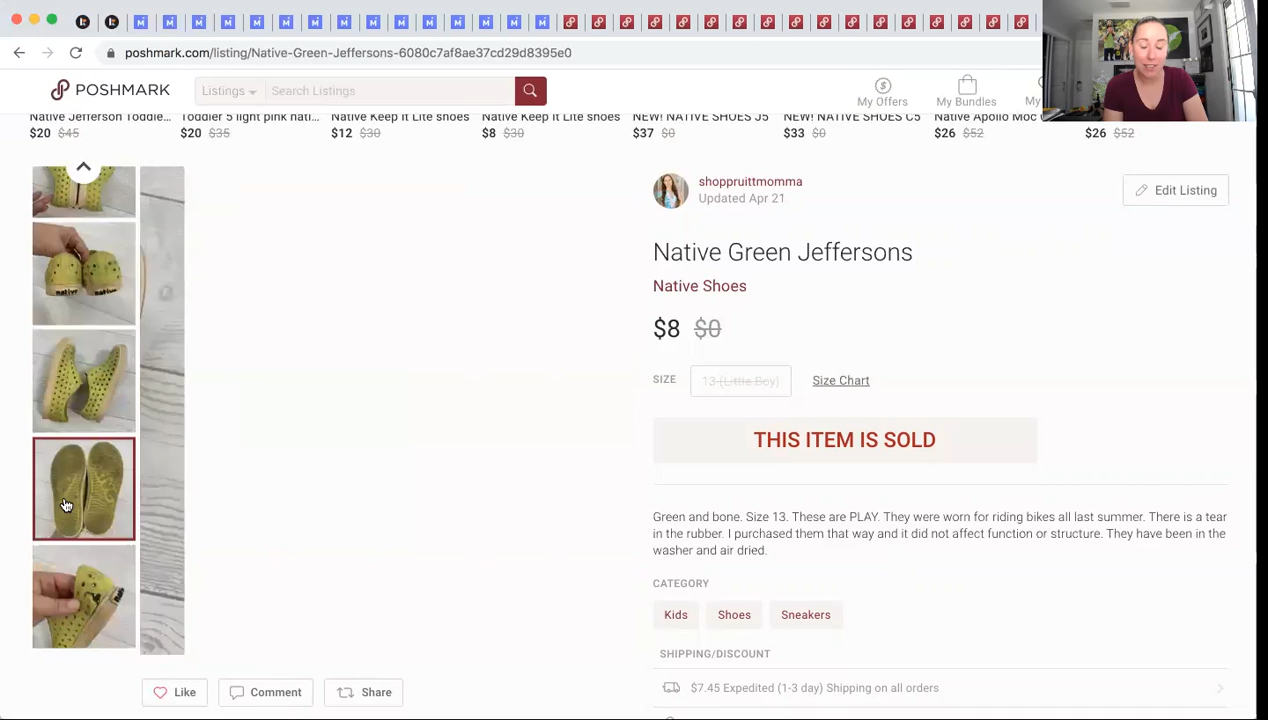 poshmark.com/listing/Native-Green-Jeffersons-6080c7af8ae37cd29d8395e0
POSHMARK
Listings
Search Listings
My Offers
My Bundles
Native Jefferson Toddle...
Toddler 5 light pink nati...
Native Keep It Lite shoes
Native Keep It Lite shoes
NEW! NATIVE SHOES J5
NEW! NATIVE SHOES C5
Native Apollo Moc
$20 $45
$20 $35
$12 $30
$8 $30
$37 $0
$33 $0
$26 $52
$26 $52
shoppruittmomma
Updated Apr 21
Edit Listing
Native Green Jeffersons
Native Shoes
$8 $0
SIZE
13 (Little Boy)
Size Chart
THIS ITEM IS SOLD
Green and bone. Size 13. These are PLAY. They were worn for riding bikes all last summer. There is a tear
in the rubber. I purchased them that way and it did not affect function or structure. They have been in the
washer and air dried.
CATEGORY
Kids
Shoes
Sneakers
SHIPPING/DISCOUNT
$7.45 Expedited (1-3 day) Shipping on all orders
Like
Comment
Share
native
native